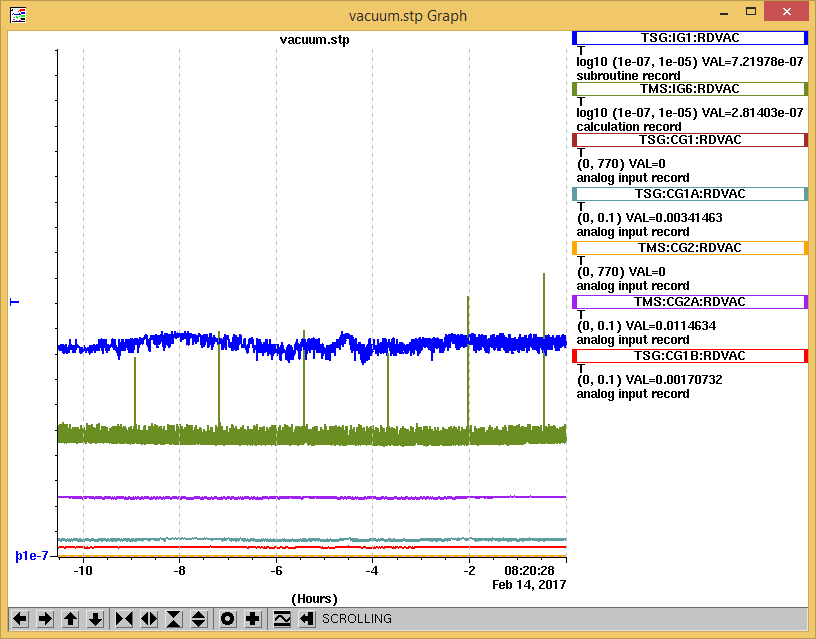 vacuum.stp Graph
vacuum.stp
T
þ1e-7
-10
-8
-6
-4
-2
08:20:28
Feb 14, 2017
(Hours)
TSG:IG1:RDVAC
T
log10 (1e-07, 1e-05) VAL=7.21978e-07
subroutine record
TMS:IG6:RDVAC
T
log10 (1e-07, 1e-05) VAL=2.81403e-07
calculation record
TSG:CG1:RDVAC
T
(0, 770) VAL=0
analog input record
TSG:CG1A:RDVAC
T
(0, 0.1) VAL=0.00341463
analog input record
TMS:CG2:RDVAC
T
(0, 770) VAL=0
analog input record
TMS:CG2A:RDVAC
T
(0, 0.1) VAL=0.0114634
analog input record
TSG:CG1B:RDVAC
T
(0, 0.1) VAL=0.00170732
analog input record
SCROLLING